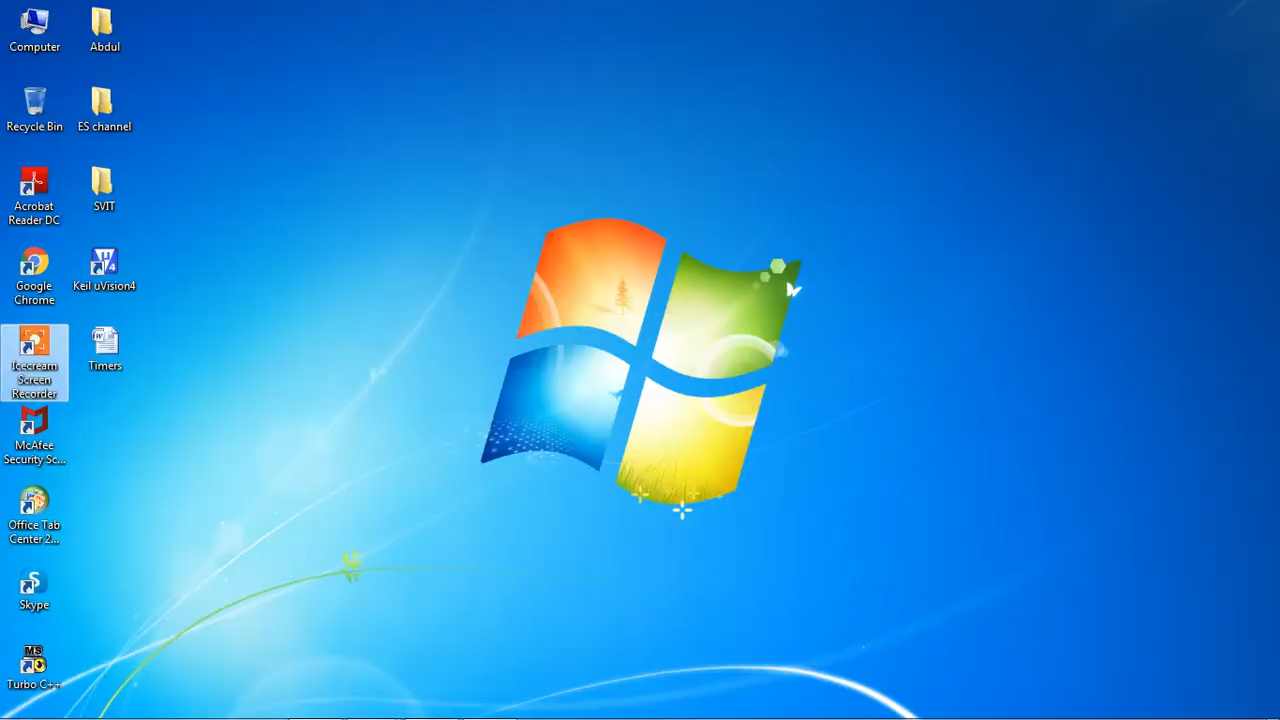 Computer
Recycle Bin
Acrobat
Reader DC
Google
Chrome
Icecream
Screen
Recorder
McAfee
Security Sc...
Office Tab
Center 2...
Skype
MS
Turbo C++
Abdul
ES channel
SVIT
Keil uVision4
Timers